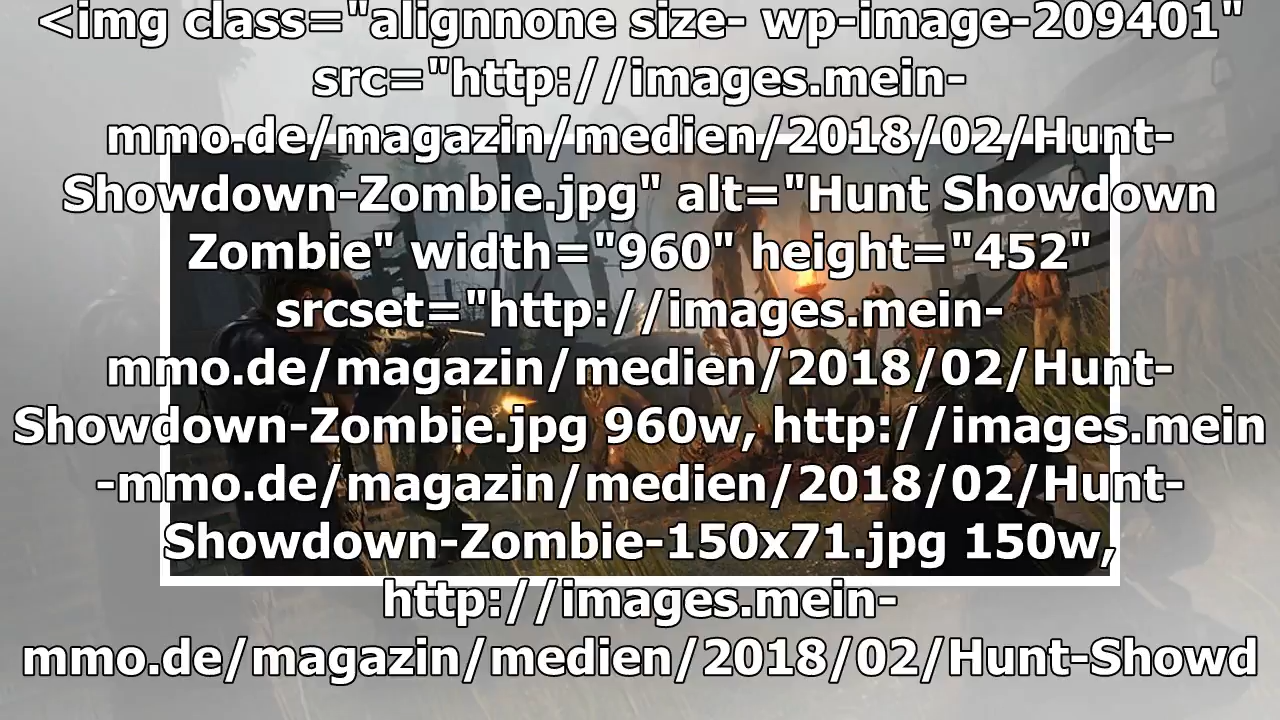 <img class="alignnone size- wp-image-209401"
src="http://images.mein-
mmo.de/magazin/medien/2018/02/Hunt-
Showdown-Zombie.jpg" alt="Hunt Showdown
Zombie" width="960" height="452"
srcset="http://images.mein-
mmo.de/magazin/medien/2018/02/Hunt-
Showdown-Zombie.jpg 960w, http://images.mein
-mmo.de/magazin/medien/2018/02/Hunt-
Showdown-Zombie-150x71.jpg 150w,
http://images.mein-
mmo.de/magazin/medien/2018/02/Hunt-Showd